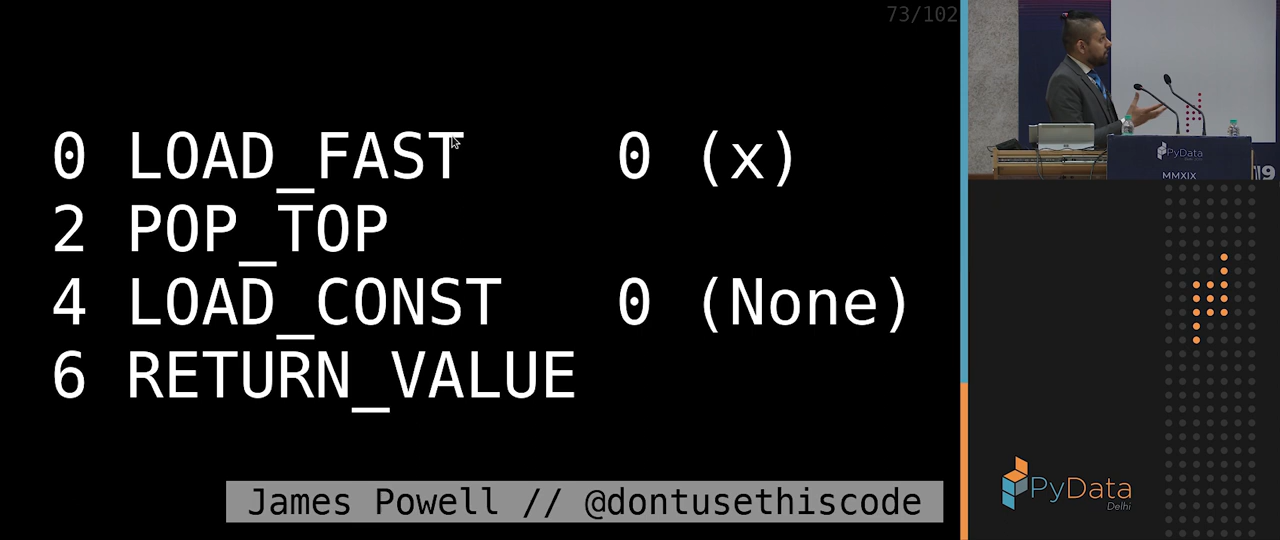 73/102
0 LOAD_FAST 0 (x)
2 POP_TOP
4 LOAD_CONST 0 (None)
6 RETURN_VALUE
James Powell // @dontusethiscode
PyData
MMXIX
19
PyData
Delhi